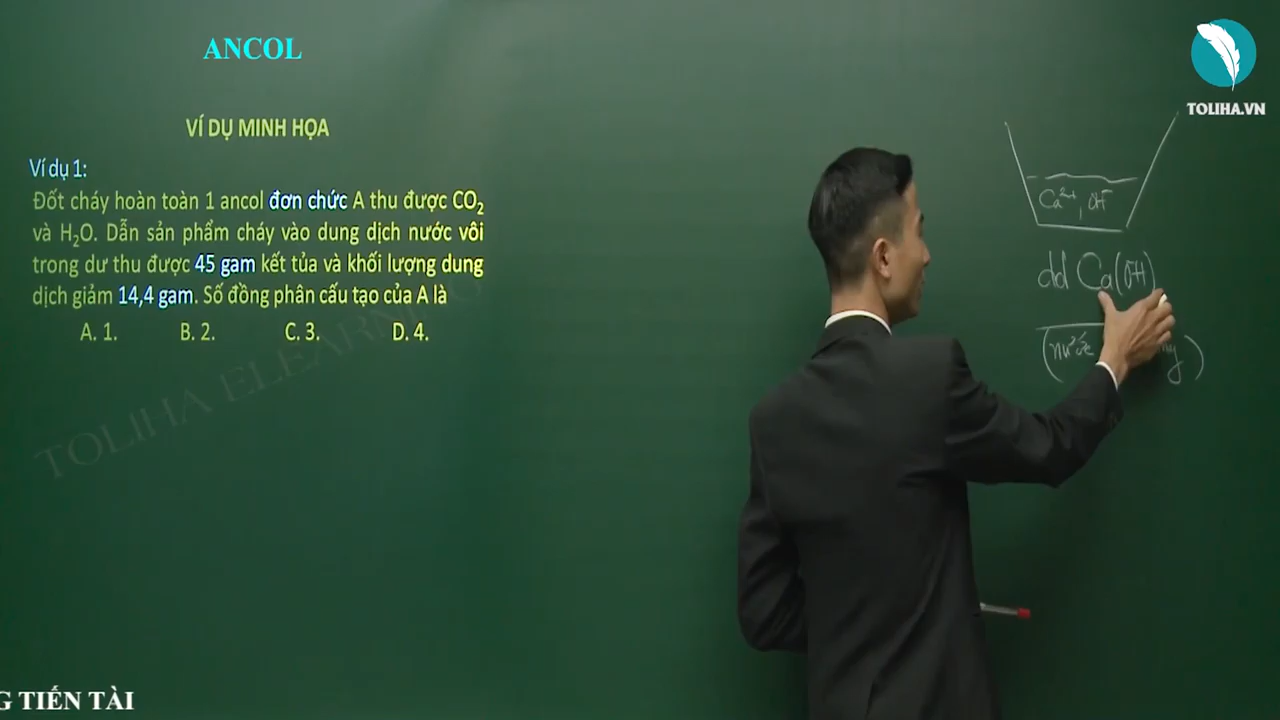 ANCOL
TOLIHA.VN
VÍ DỤ MINH HỌA
Ví dụ 1:
Đốt cháy hoàn toàn 1 ancol đơn chức A thu được CO₂
và H₂O. Dẫn sản phẩm cháy vào dung dịch nước vôi
trong dư thu được 45 gam kết tủa và khối lượng dung
dịch giảm 14,4 gam. Số đồng phân cấu tạo của A là
A. 1. B. 2. C. 3. D. 4.
Ca²⁺, OH⁻
dd Ca(OH)
TOLIHA ELEARNING
G TIẾN TÀI